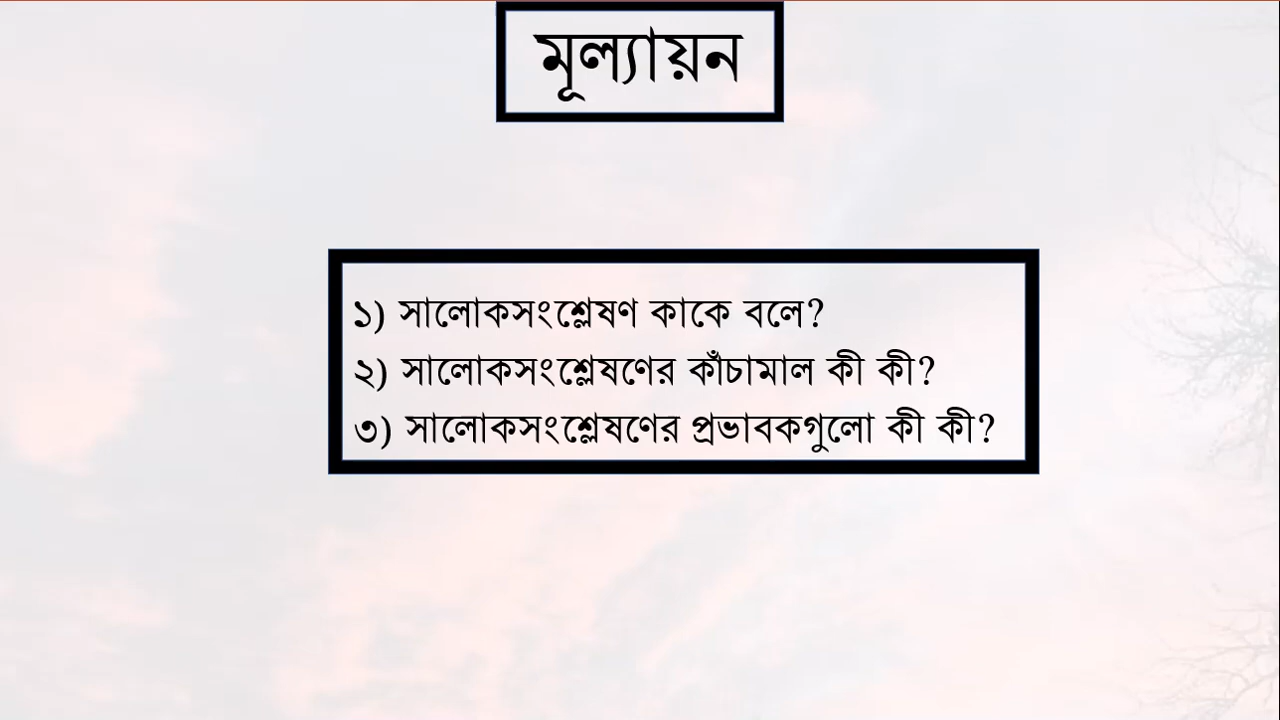 মূল্যায়ন
১) সালোকসংশ্লেষণ কাকে বলে?
২) সালোকসংশ্লেষণের কাঁচামাল কী কী?
৩) সালোকসংশ্লেষণের প্রভাবকগুলো কী কী?